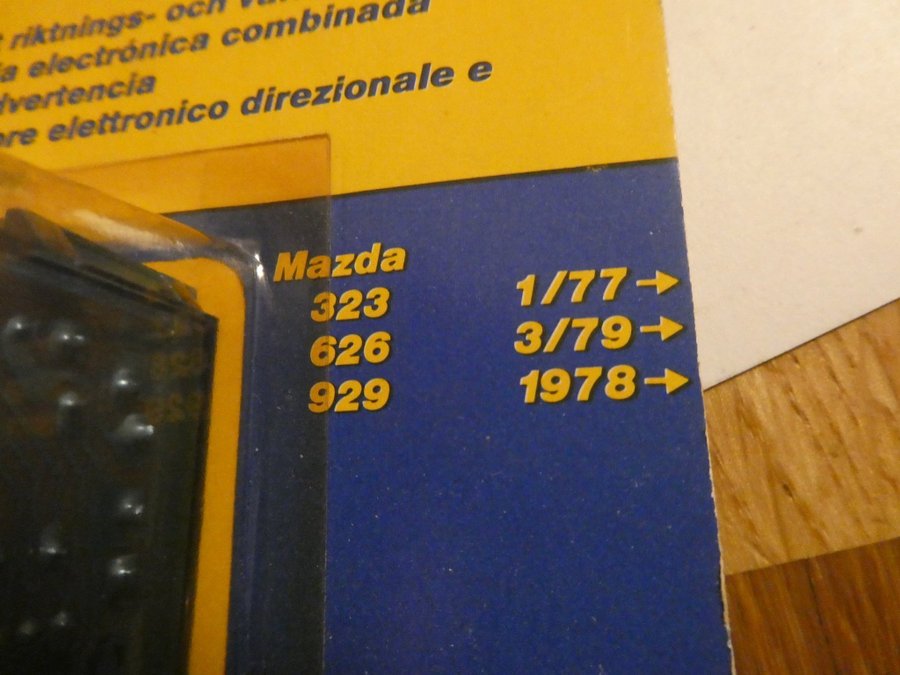 riktnings- och
electrónica combinada
dvertencia
elettronico direzionale e
Mazda
323 1/77→
626 3/79→
929 1978→